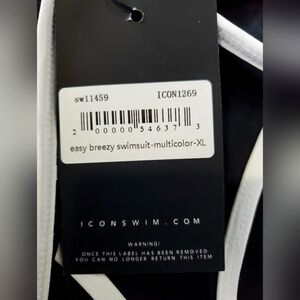 sw11459 ICON1269
2 00000 54637 3
easy breezy swimsuit-multicolor-XL
ICONSWIM.COM
WARNING!
ONCE THIS LABEL HAS BEEN REMOVED
YOU CAN NO LONGER RETURN THIS ITEM